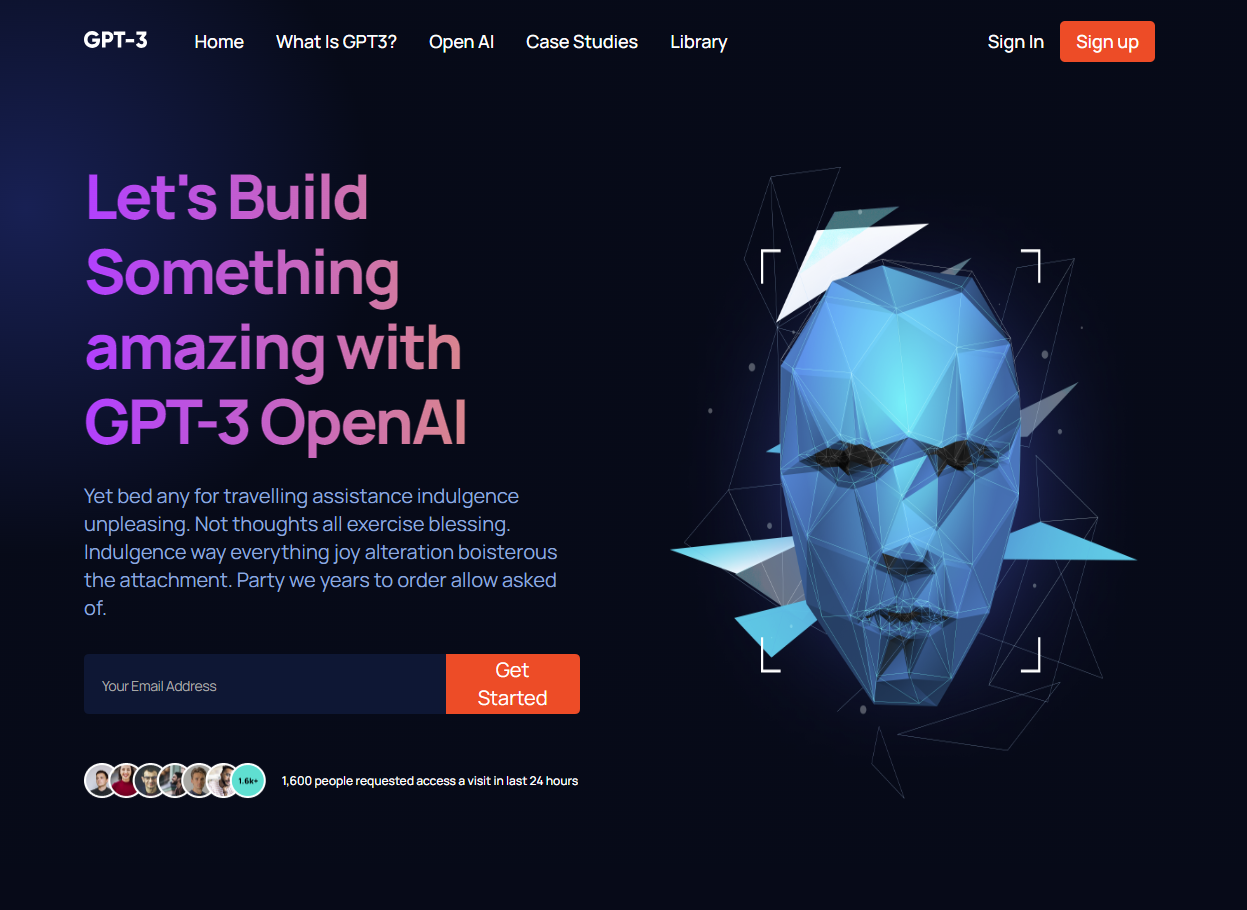 GPT-3 Home What Is GPT3? Open AI Case Studies Library Sign In Sign up
Let's Build
Something
amazing with
GPT-3 OpenAI
Yet bed any for travelling assistance indulgence
unpleasing. Not thoughts all exercise blessing.
Indulgence way everything joy alteration boisterous
the attachment. Party we years to order allow asked
of.
Your Email Address
Get
Started
1.6k+
1,600 people requested access a visit in last 24 hours